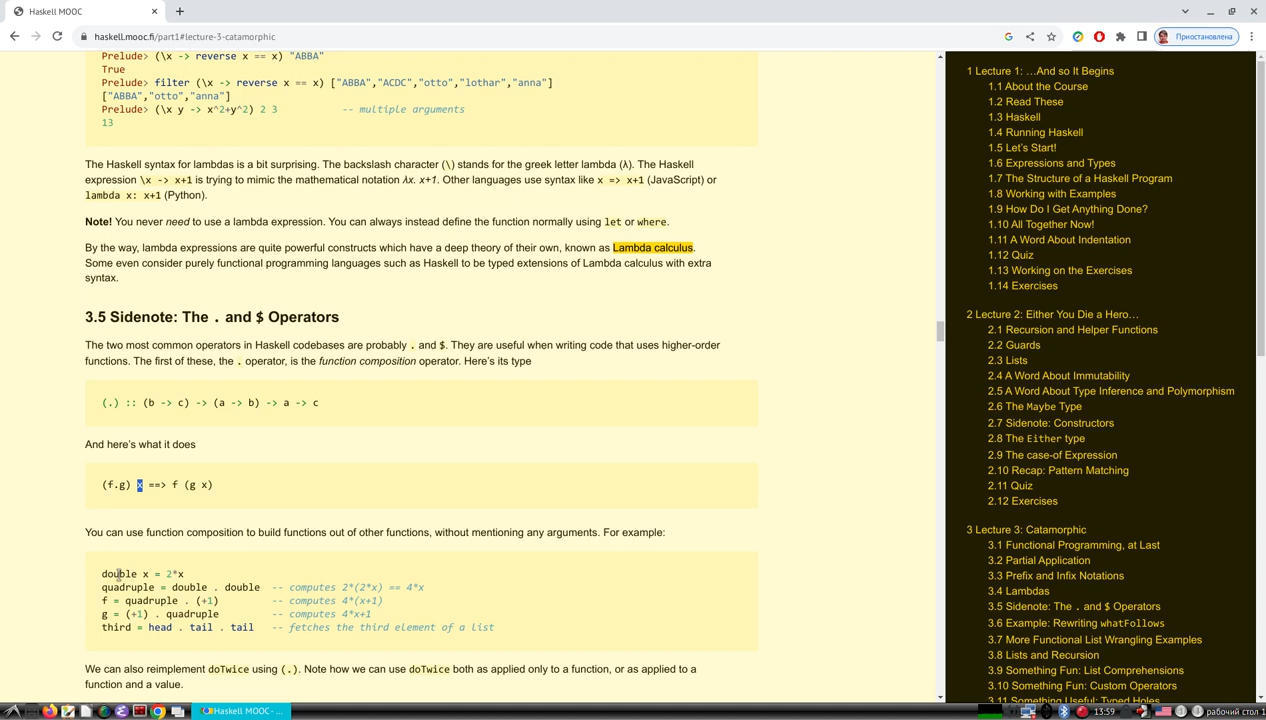 Haskell MOOC
haskell.mooc.fi/part1#lecture-3-catamorphic
Приостановлена
Prelude> (\x -> reverse x == x) "ABBA"
True
Prelude> filter (\x -> reverse x == x) ["ABBA","ACDC","otto","lothar","anna"]
["ABBA","otto","anna"]
Prelude> (\x y -> x^2+y^2) 2 3 -- multiple arguments
13
The Haskell syntax for lambdas is a bit surprising. The backslash character (\) stands for the greek letter lambda (λ). The Haskell
expression \x -> x+1 is trying to mimic the mathematical notation λx. x+1. Other languages use syntax like x => x+1 (JavaScript) or
lambda x: x+1 (Python).
Note! You never need to use a lambda expression. You can always instead define the function normally using let or where.
By the way, lambda expressions are quite powerful constructs which have a deep theory of their own, known as Lambda calculus.
Some even consider purely functional programming languages such as Haskell to be typed extensions of Lambda calculus with extra
syntax.
3.5 Sidenote: The . and $ Operators
The two most common operators in Haskell codebases are probably . and $. They are useful when writing code that uses higher-order
functions. The first of these, the . operator, is the function composition operator. Here's its type
(.) :: (b -> c) -> (a -> b) -> a -> c
And here's what it does
(f.g) x ==> f (g x)
You can use function composition to build functions out of other functions, without mentioning any arguments. For example:
double x = 2*x
quadruple = double . double -- computes 2*(2*x) == 4*x
f = quadruple . (+1) -- computes 4*(x+1)
g = (+1) . quadruple -- computes 4*x+1
third = head . tail . tail -- fetches the third element of a list
We can also reimplement doTwice using (.). Note how we can use doTwice both as applied only to a function, or as applied to a
function and a value.
1 Lecture 1: …And so It Begins
1.1 About the Course
1.2 Read These
1.3 Haskell
1.4 Running Haskell
1.5 Let's Start!
1.6 Expressions and Types
1.7 The Structure of a Haskell Program
1.8 Working with Examples
1.9 How Do I Get Anything Done?
1.10 All Together Now!
1.11 A Word About Indentation
1.12 Quiz
1.13 Working on the Exercises
1.14 Exercises
2 Lecture 2: Either You Die a Hero…
2.1 Recursion and Helper Functions
2.2 Guards
2.3 Lists
2.4 A Word About Immutability
2.5 A Word About Type Inference and Polymorphism
2.6 The Maybe Type
2.7 Sidenote: Constructors
2.8 The Either type
2.9 The case-of Expression
2.10 Recap: Pattern Matching
2.11 Quiz
2.12 Exercises
3 Lecture 3: Catamorphic
3.1 Functional Programming, at Last
3.2 Partial Application
3.3 Prefix and Infix Notations
3.4 Lambdas
3.5 Sidenote: The . and $ Operators
3.6 Example: Rewriting whatFollows
3.7 More Functional List Wrangling Examples
3.8 Lists and Recursion
3.9 Something Fun: List Comprehensions
3.10 Something Fun: Custom Operators
3.11 Something Useful: Typed Holes
Haskell MOOC - ...
13:59
рабочий стол 1